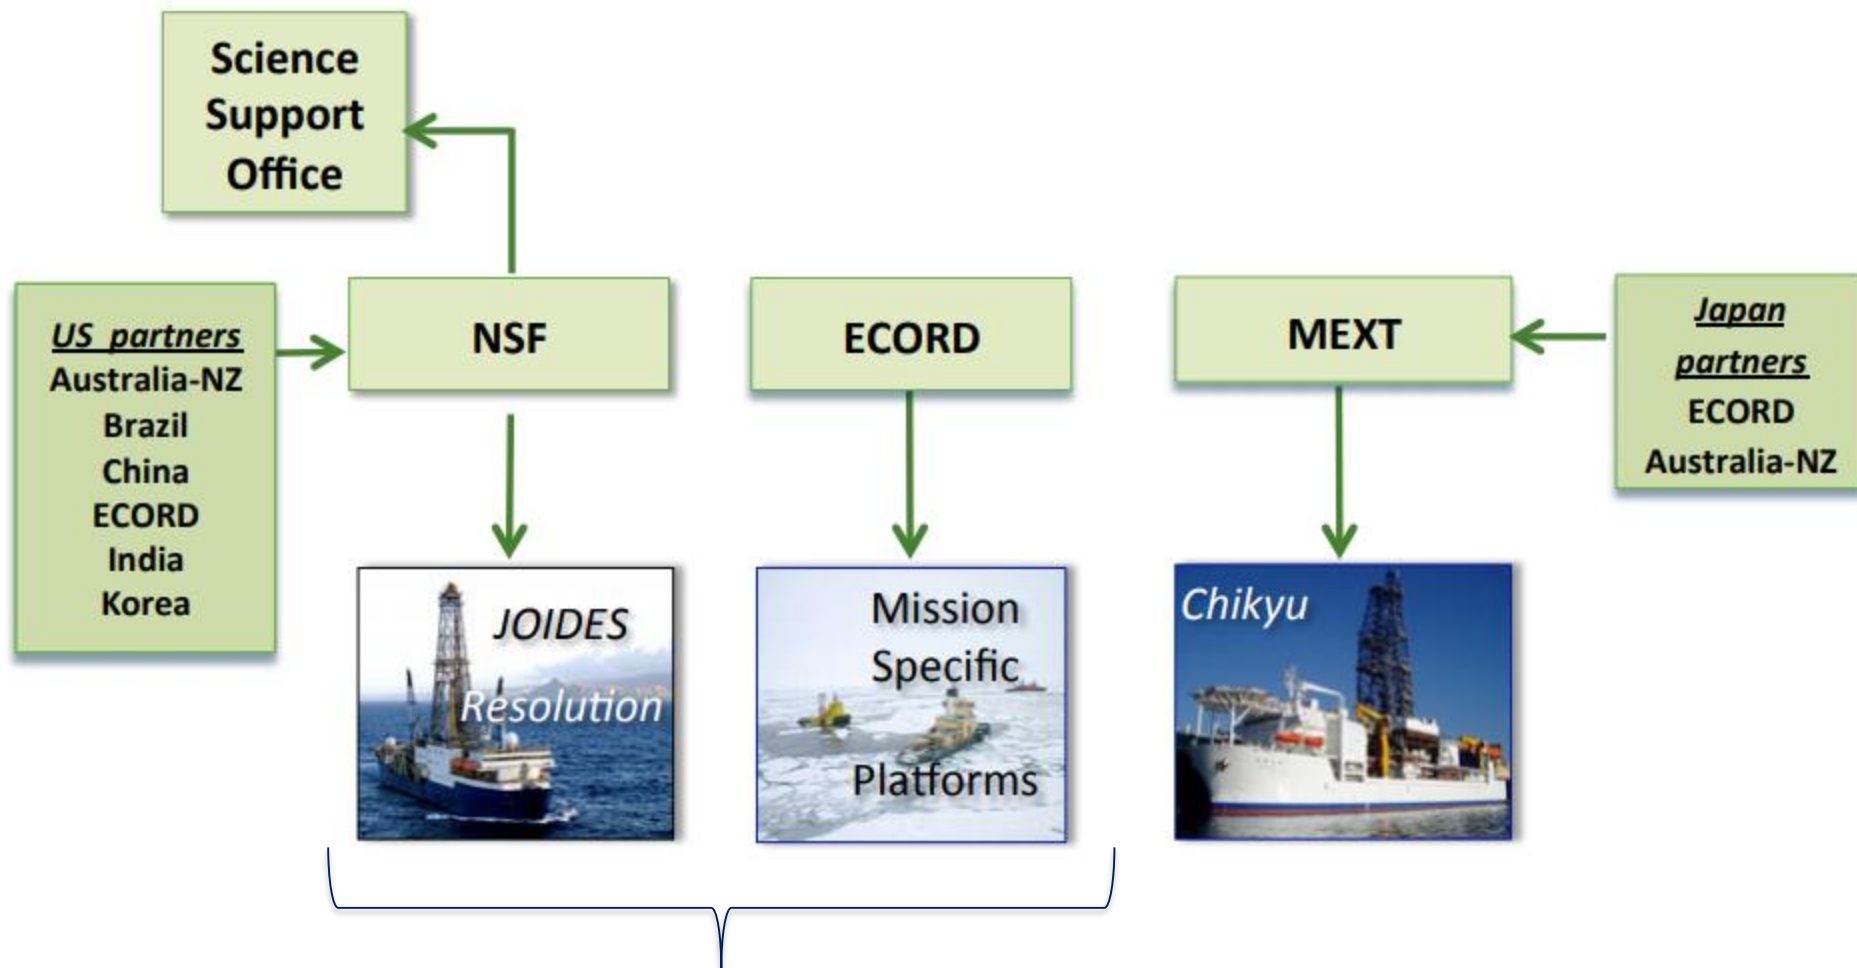 Science
Support
Office
US partners
Australia-NZ
Brazil
China
ECORD
India
Korea
NSF
ECORD
MEXT
Japan
partners
ECORD
Australia-NZ
JOIDES
Resolution
Mission
Specific
Platforms
Chikyu